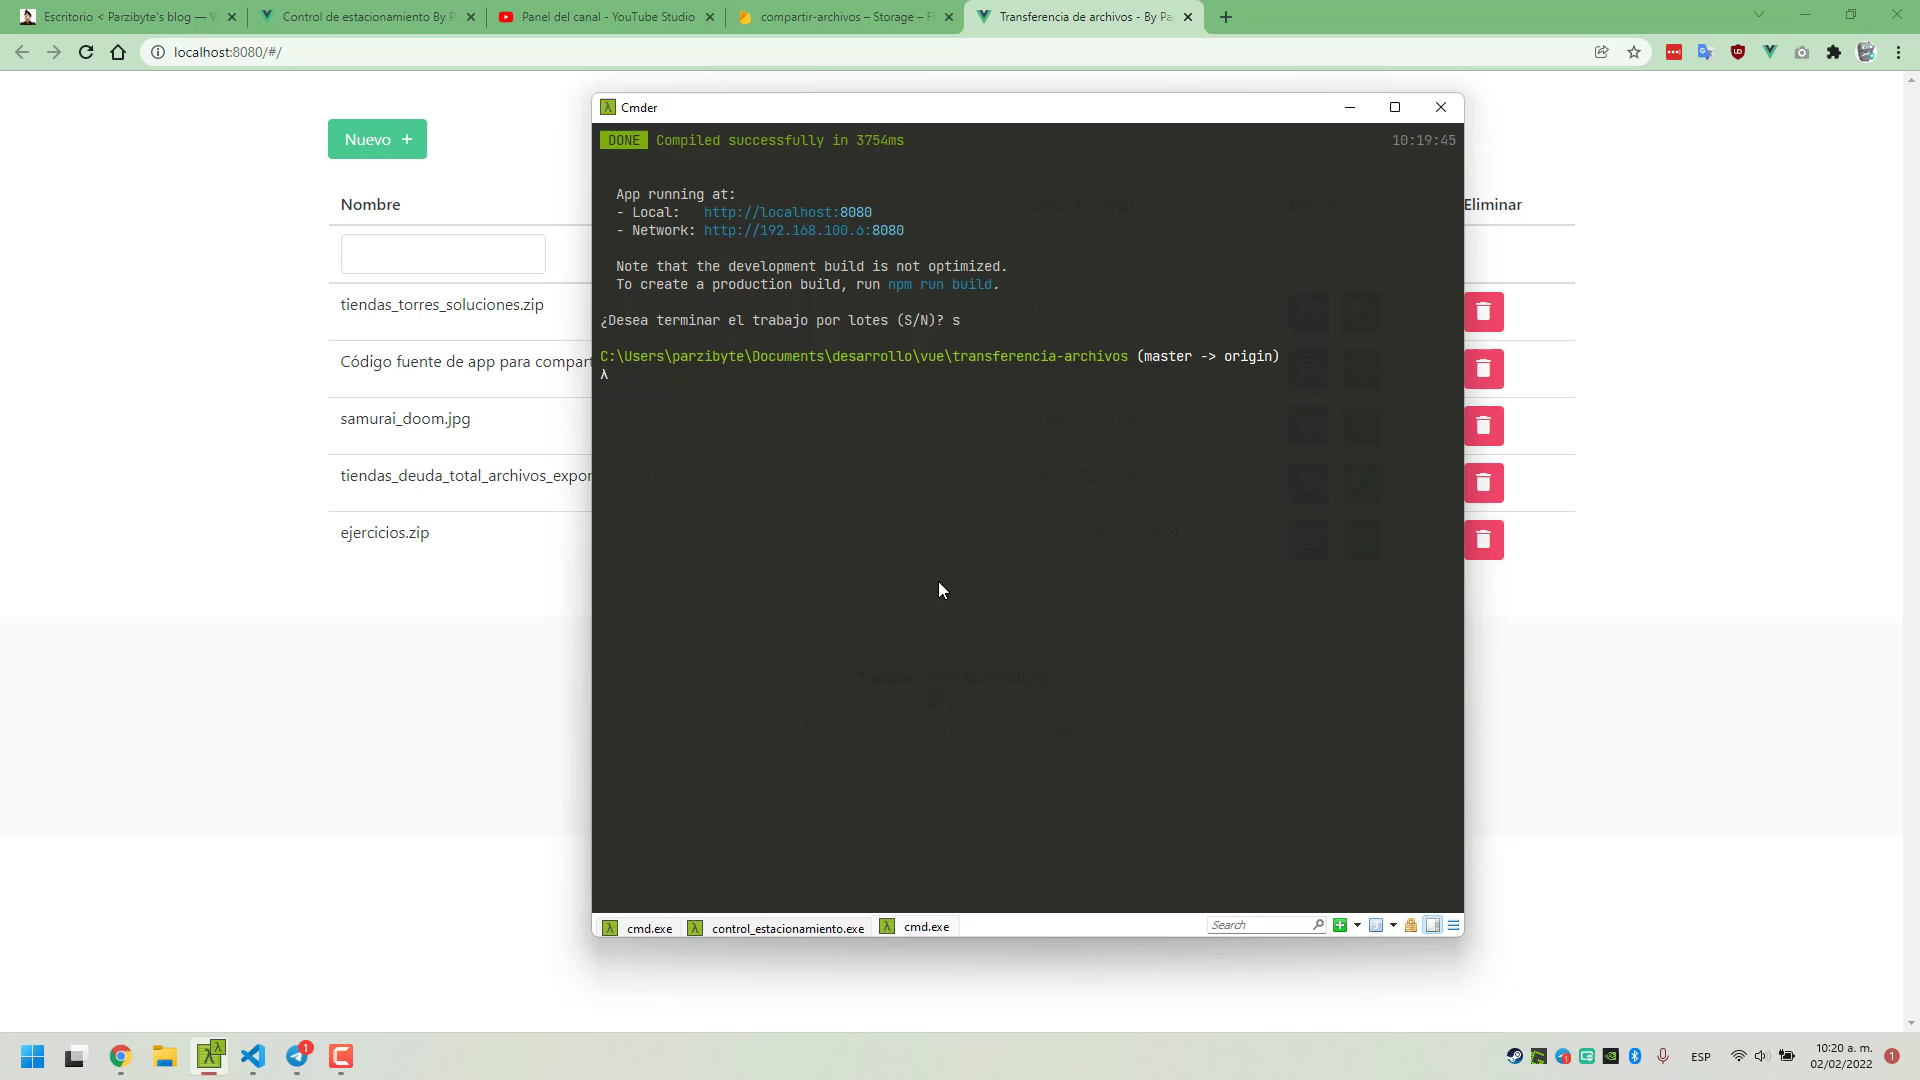 Escritorio < Parzibyte's blog — W
Control de estacionamiento By P
Panel del canal - YouTube Studio
compartir-archivos – Storage – Fi
Transferencia de archivos - By Pa
localhost:8080/#/
Nuevo +
Nombre
Eliminar
tiendas_torres_soluciones.zip
Código fuente de app para compart
samurai_doom.jpg
tiendas_deuda_total_archivos_expor
ejercicios.zip
Cmder
DONE Compiled successfully in 3754ms 10:19:45
App running at:
- Local: http://localhost:8080
- Network: http://192.168.100.6:8080
Note that the development build is not optimized.
To create a production build, run npm run build.
¿Desea terminar el trabajo por lotes (S/N)? s
C:\Users\parzibyte\Documents\desarrollo\vue\transferencia-archivos (master -> origin)
λ
cmd.exe
control_estacionamiento.exe
cmd.exe
Search
ESP
10:20 a. m.
02/02/2022
1
1